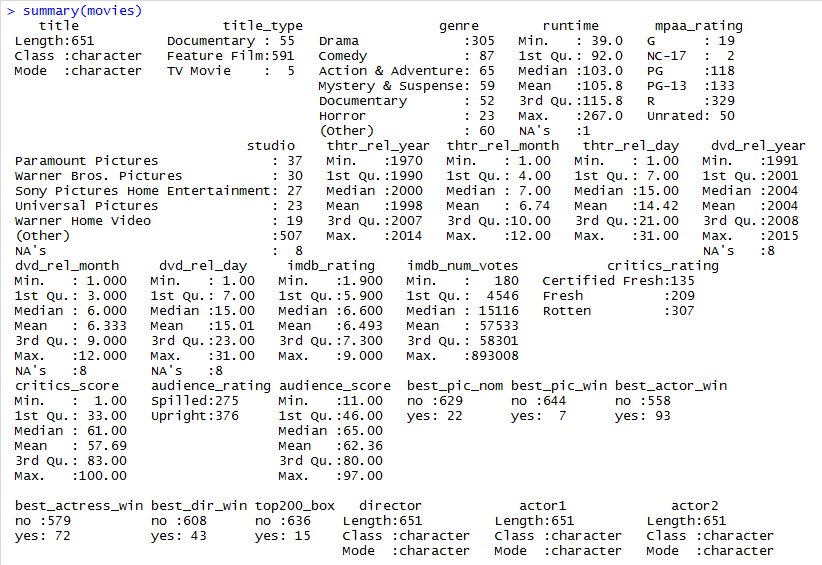 > summary(movies)
title title_type genre runtime mpaa_rating
Length:651 Documentary : 55 Drama :305 Min. : 39.0 G : 19
Class :character Feature Film:591 Comedy : 87 1st Qu.: 92.0 NC-17 : 2
Mode :character TV Movie : 5 Action & Adventure: 65 Median :103.0 PG :118
Mystery & Suspense: 59 Mean :105.8 PG-13 :133
Documentary : 52 3rd Qu.:115.8 R :329
Horror : 23 Max. :267.0 Unrated: 50
(Other) : 60 NA's :1
studio thtr_rel_year thtr_rel_month thtr_rel_day dvd_rel_year
Paramount Pictures : 37 Min. :1970 Min. : 1.00 Min. : 1.00 Min. :1991
Warner Bros. Pictures : 30 1st Qu.:1990 1st Qu.: 4.00 1st Qu.: 7.00 1st Qu.:2001
Sony Pictures Home Entertainment: 27 Median :2000 Median : 7.00 Median :15.00 Median :2004
Universal Pictures : 23 Mean :1998 Mean : 6.74 Mean :14.42 Mean :2004
Warner Home Video : 19 3rd Qu.:2007 3rd Qu.:10.00 3rd Qu.:21.00 3rd Qu.:2008
(Other) :507 Max. :2014 Max. :12.00 Max. :31.00 Max. :2015
NA's : 8 NA's :8
dvd_rel_month dvd_rel_day imdb_rating imdb_num_votes critics_rating
Min. : 1.000 Min. : 1.00 Min. :1.900 Min. : 180 Certified Fresh:135
1st Qu.: 3.000 1st Qu.: 7.00 1st Qu.:5.900 1st Qu.: 4546 Fresh :209
Median : 6.000 Median :15.00 Median :6.600 Median : 15116 Rotten :307
Mean : 6.333 Mean :15.01 Mean :6.493 Mean : 57533
3rd Qu.: 9.000 3rd Qu.:23.00 3rd Qu.:7.300 3rd Qu.: 58301
Max. :12.000 Max. :31.00 Max. :9.000 Max. :893008
NA's :8 NA's :8
critics_score audience_rating audience_score best_pic_nom best_pic_win best_actor_win
Min. : 1.00 Spilled:275 Min. :11.00 no :629 no :644 no :558
1st Qu.: 33.00 Upright:376 1st Qu.:46.00 yes: 22 yes: 7 yes: 93
Median : 61.00 Median :65.00
Mean : 57.69 Mean :62.36
3rd Qu.: 83.00 3rd Qu.:80.00
Max. :100.00 Max. :97.00
best_actress_win best_dir_win top200_box director actor1 actor2
no :579 no :608 no :636 Length:651 Length:651 Length:651
yes: 72 yes: 43 yes: 15 Class :character Class :character Class :character
Mode :character Mode :character Mode :character